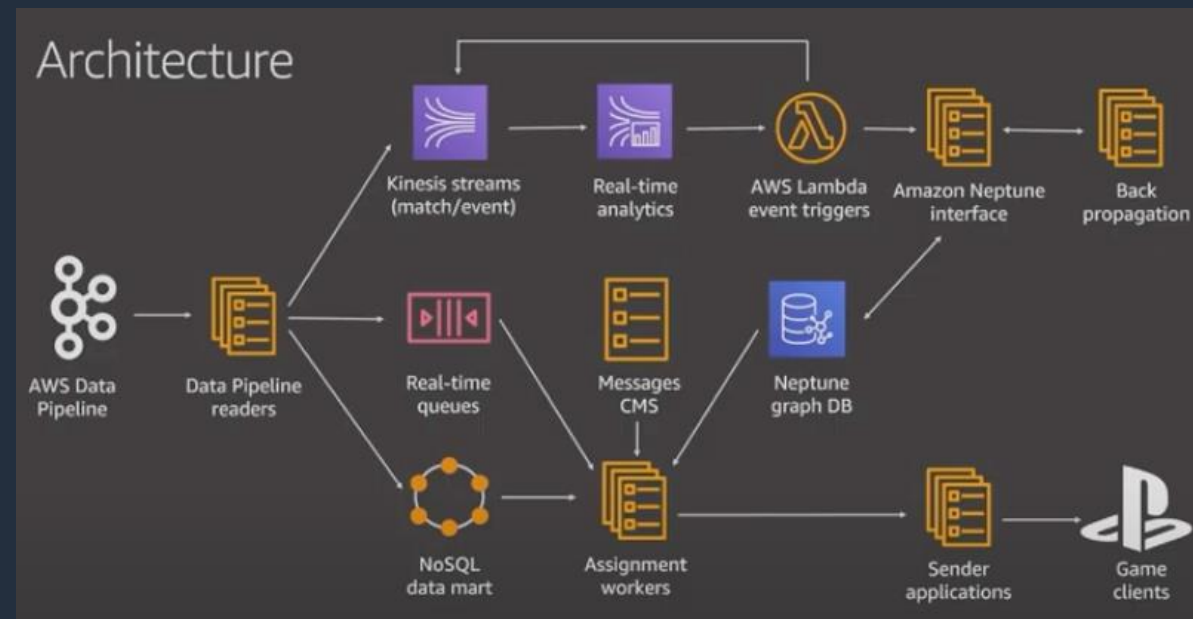 Architecture
Kinesis streams
(match/event)
Real-time
analytics
AWS Lambda
event triggers
Amazon Neptune
interface
Back
propagation
AWS Data
Pipeline
Data Pipeline
readers
Real-time
queues
Messages
CMS
Neptune
graph DB
NoSQL
data mart
Assignment
workers
Sender
applications
Game
clients